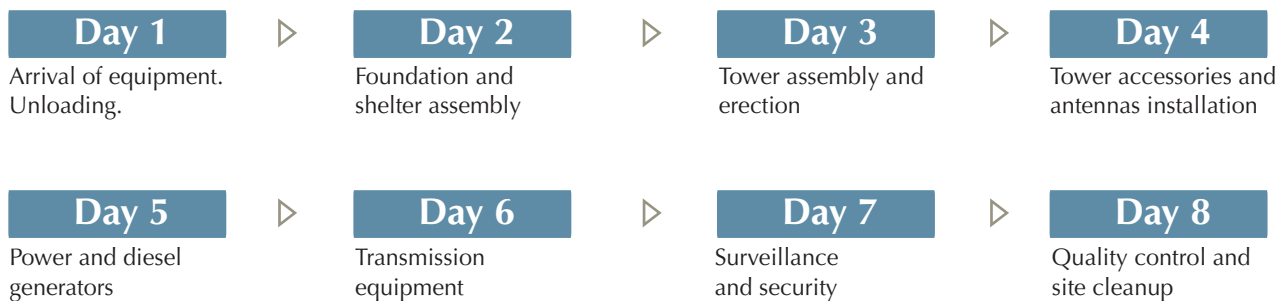 Day 1
Arrival of equipment.
Unloading.
Day 2
Foundation and
shelter assembly
Day 3
Tower assembly and
erection
Day 4
Tower accessories and
antennas installation
Day 5
Power and diesel
generators
Day 6
Transmission
equipment
Day 7
Surveillance
and security
Day 8
Quality control and
site cleanup